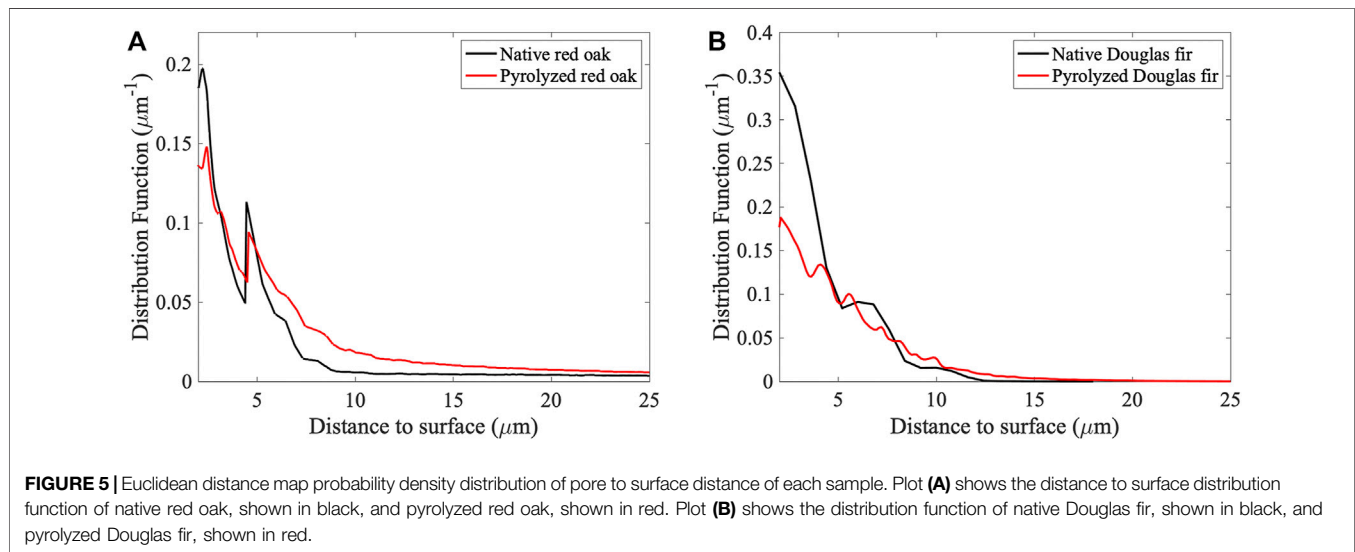 A
Native red oak
Pyrolyzed red oak
0.2
0.15
0.1
0.05
0
Distribution Function (μm⁻¹)
5
10
15
20
25
Distance to surface (μm)
B
Native Douglas fir
Pyrolyzed Douglas fir
0.4
0.35
0.3
0.25
0.2
0.15
0.1
0.05
0
Distribution Function (μm⁻¹)
5
10
15
20
25
Distance to surface (μm)
FIGURE 5 | Euclidean distance map probability density distribution of pore to surface distance of each sample. Plot (A) shows the distance to surface distribution
function of native red oak, shown in black, and pyrolyzed red oak, shown in red. Plot (B) shows the distribution function of native Douglas fir, shown in black, and
pyrolyzed Douglas fir, shown in red.